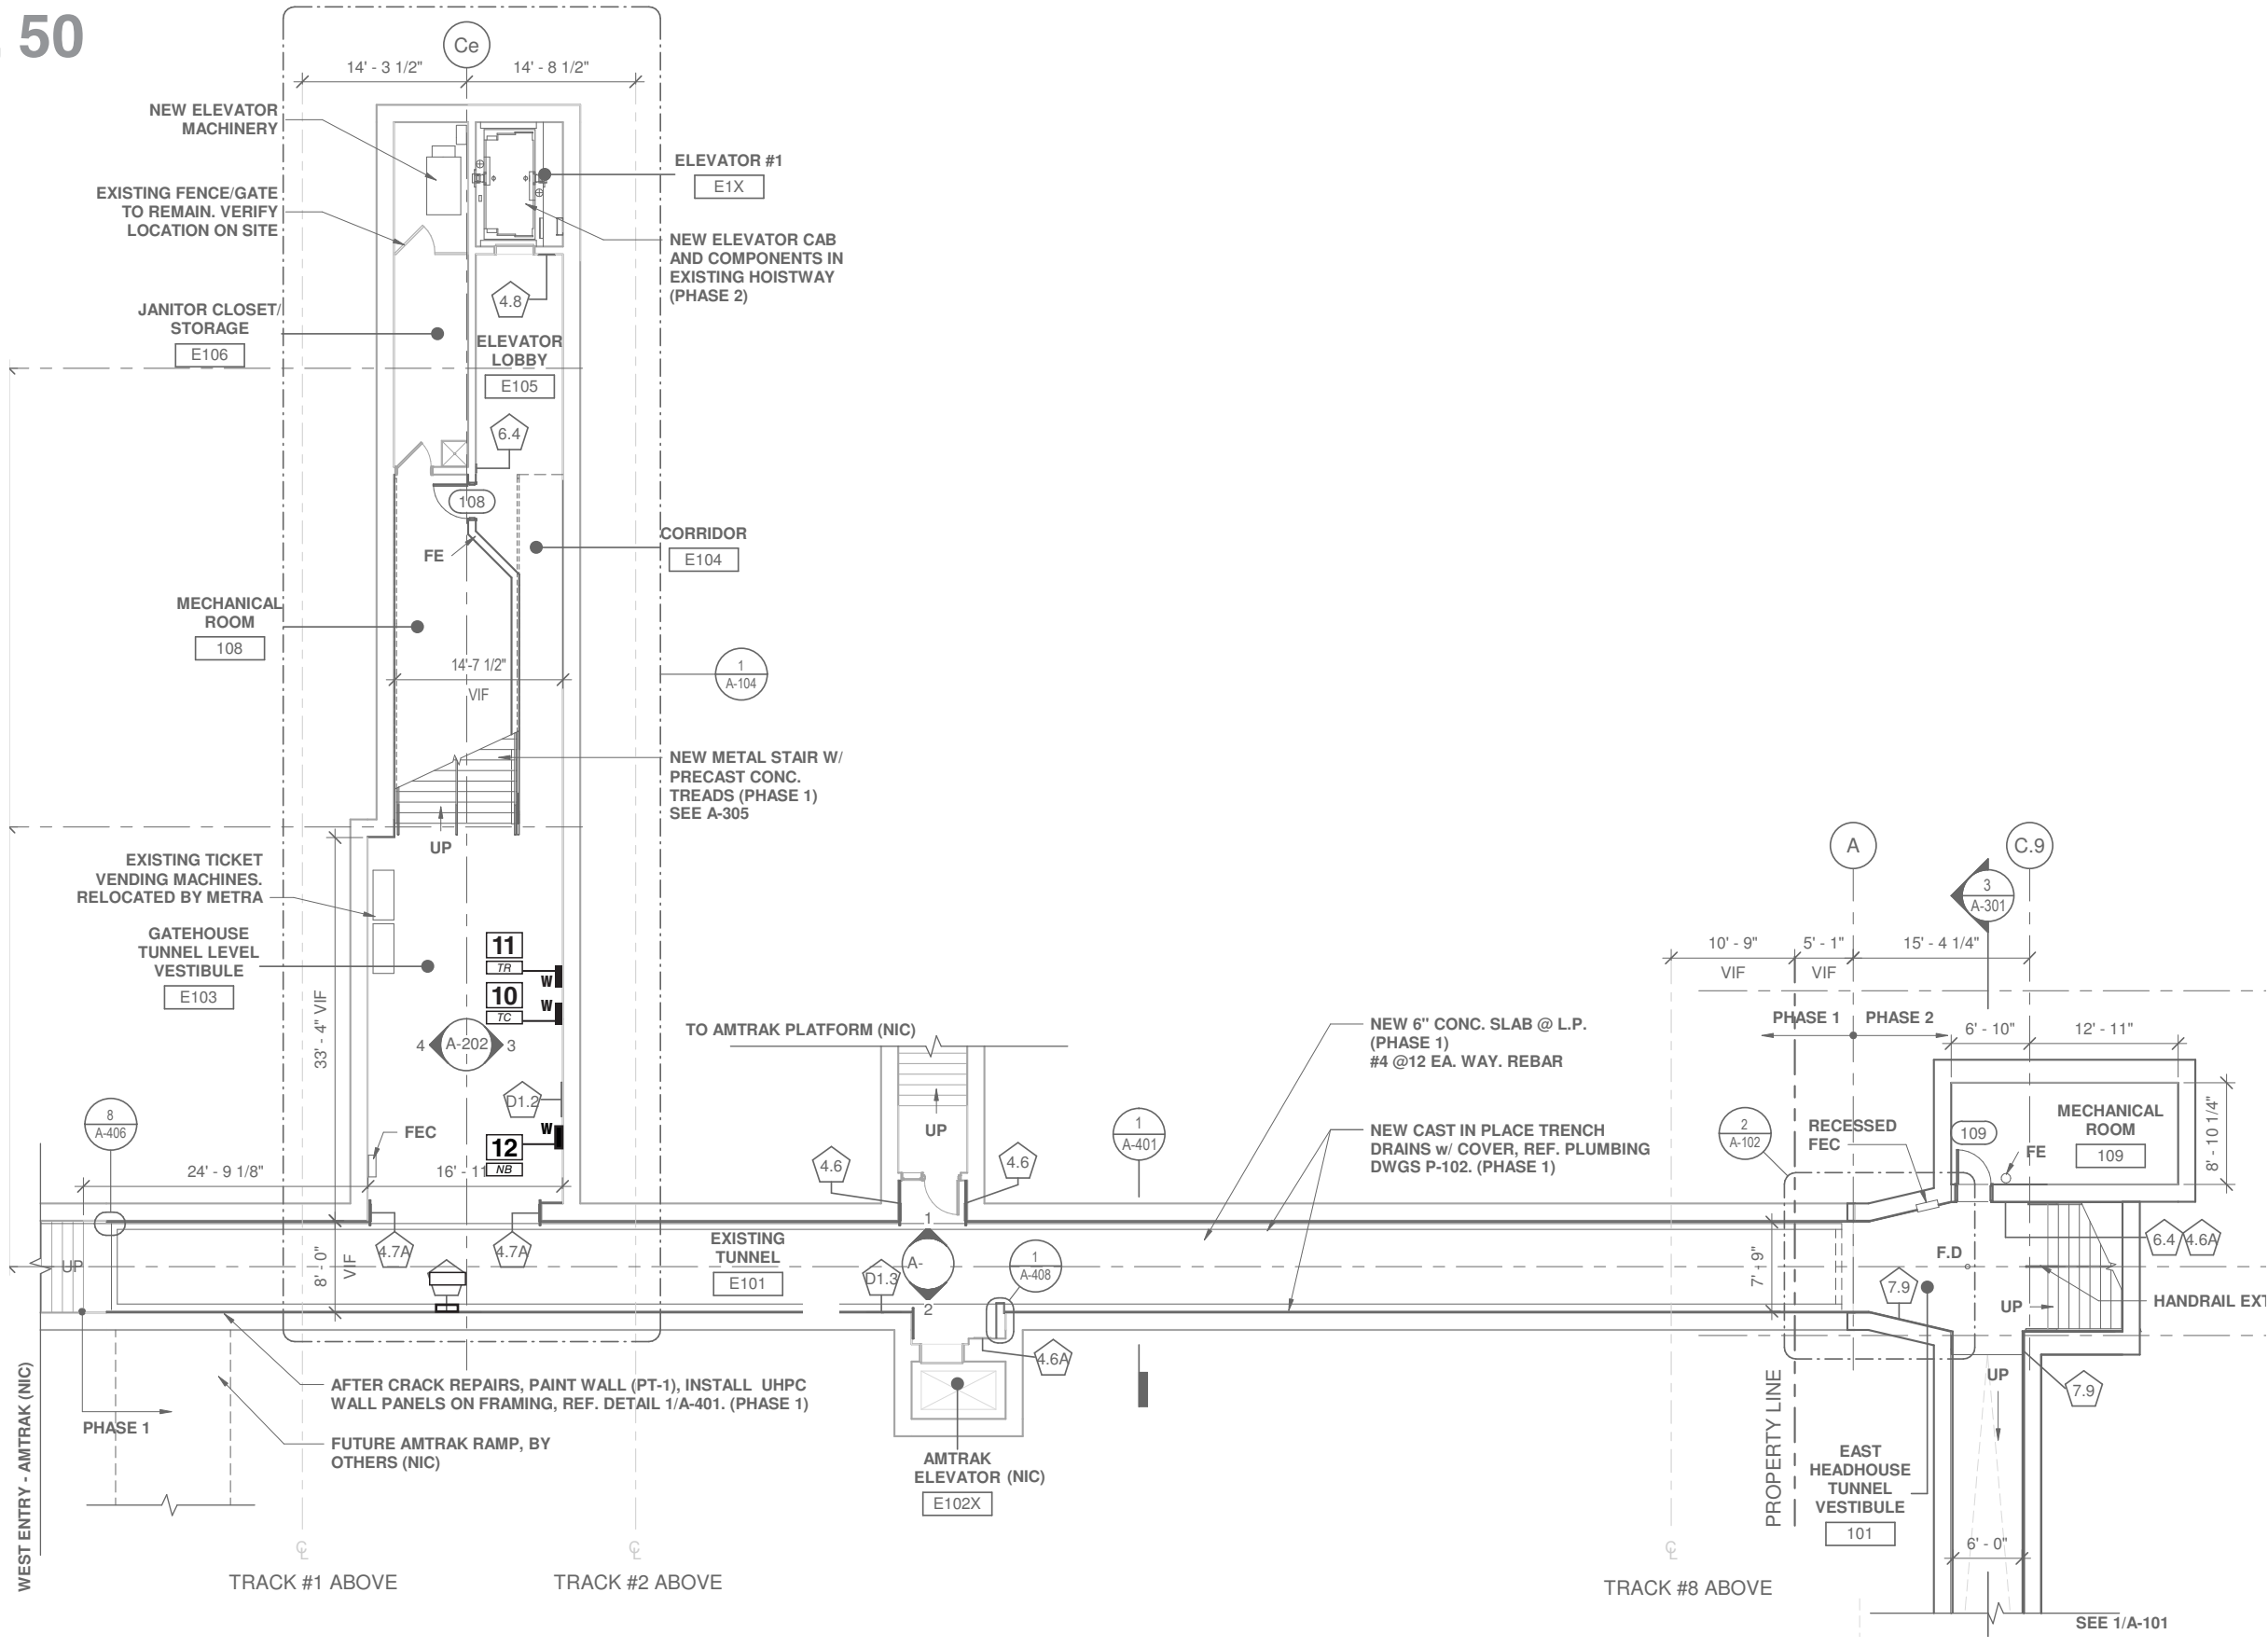 50
Ce
14' - 3 1/2"
14' - 8 1/2"
NEW ELEVATOR
MACHINERY
EXISTING FENCE/GATE
TO REMAIN. VERIFY
LOCATION ON SITE
ELEVATOR #1
E1X
NEW ELEVATOR CAB
AND COMPONENTS IN
EXISTING HOISTWAY
(PHASE 2)
4.8
JANITOR CLOSET/
STORAGE
E106
ELEVATOR
LOBBY
E105
6.4
108
FE
CORRIDOR
E104
MECHANICAL
ROOM
108
14'-7 1/2"
VIF
1
A-104
NEW METAL STAIR W/
PRECAST CONC.
TREADS (PHASE 1)
SEE A-305
UP
EXISTING TICKET
VENDING MACHINES.
RELOCATED BY METRA
GATEHOUSE
TUNNEL LEVEL
VESTIBULE
E103
11
TR
W
10
TC
W
33' - 4" VIF
4
A-202
3
D1.2
W
12
NB
8
A-406
FEC
24' - 9 1/8"
16' - 11
TO AMTRAK PLATFORM (NIC)
UP
4.6
4.6
1
A-401
NEW 6" CONC. SLAB @ L.P.
(PHASE 1)
#4 @12 EA. WAY. REBAR
NEW CAST IN PLACE TRENCH
DRAINS w/ COVER, REF. PLUMBING
DWGS P-102. (PHASE 1)
A
C.9
3
A-301
10' - 9"
VIF
5' - 1"
VIF
15' - 4 1/4"
PHASE 1
PHASE 2
6' - 10"
12' - 11"
2
A-102
RECESSED
FEC
109
FE
MECHANICAL
ROOM
109
8' - 10 1/4"
UP
8' - 0"
VIF
4.7A
4.7A
EXISTING
TUNNEL
E101
D1.3
1
A-
2
1
A-408
4.6A
7' - 9"
F.D
7.9
6.4
4.6A
UP
HANDRAIL EXT
UP
7.9
WEST ENTRY - AMTRAK (NIC)
PHASE 1
AFTER CRACK REPAIRS, PAINT WALL (PT-1), INSTALL UHPC
WALL PANELS ON FRAMING, REF. DETAIL 1/A-401. (PHASE 1)
FUTURE AMTRAK RAMP, BY
OTHERS (NIC)
AMTRAK
ELEVATOR (NIC)
E102X
PROPERTY LINE
EAST
HEADHOUSE
TUNNEL
VESTIBULE
101
6' - 0"
TRACK #1 ABOVE
TRACK #2 ABOVE
TRACK #8 ABOVE
SEE 1/A-101